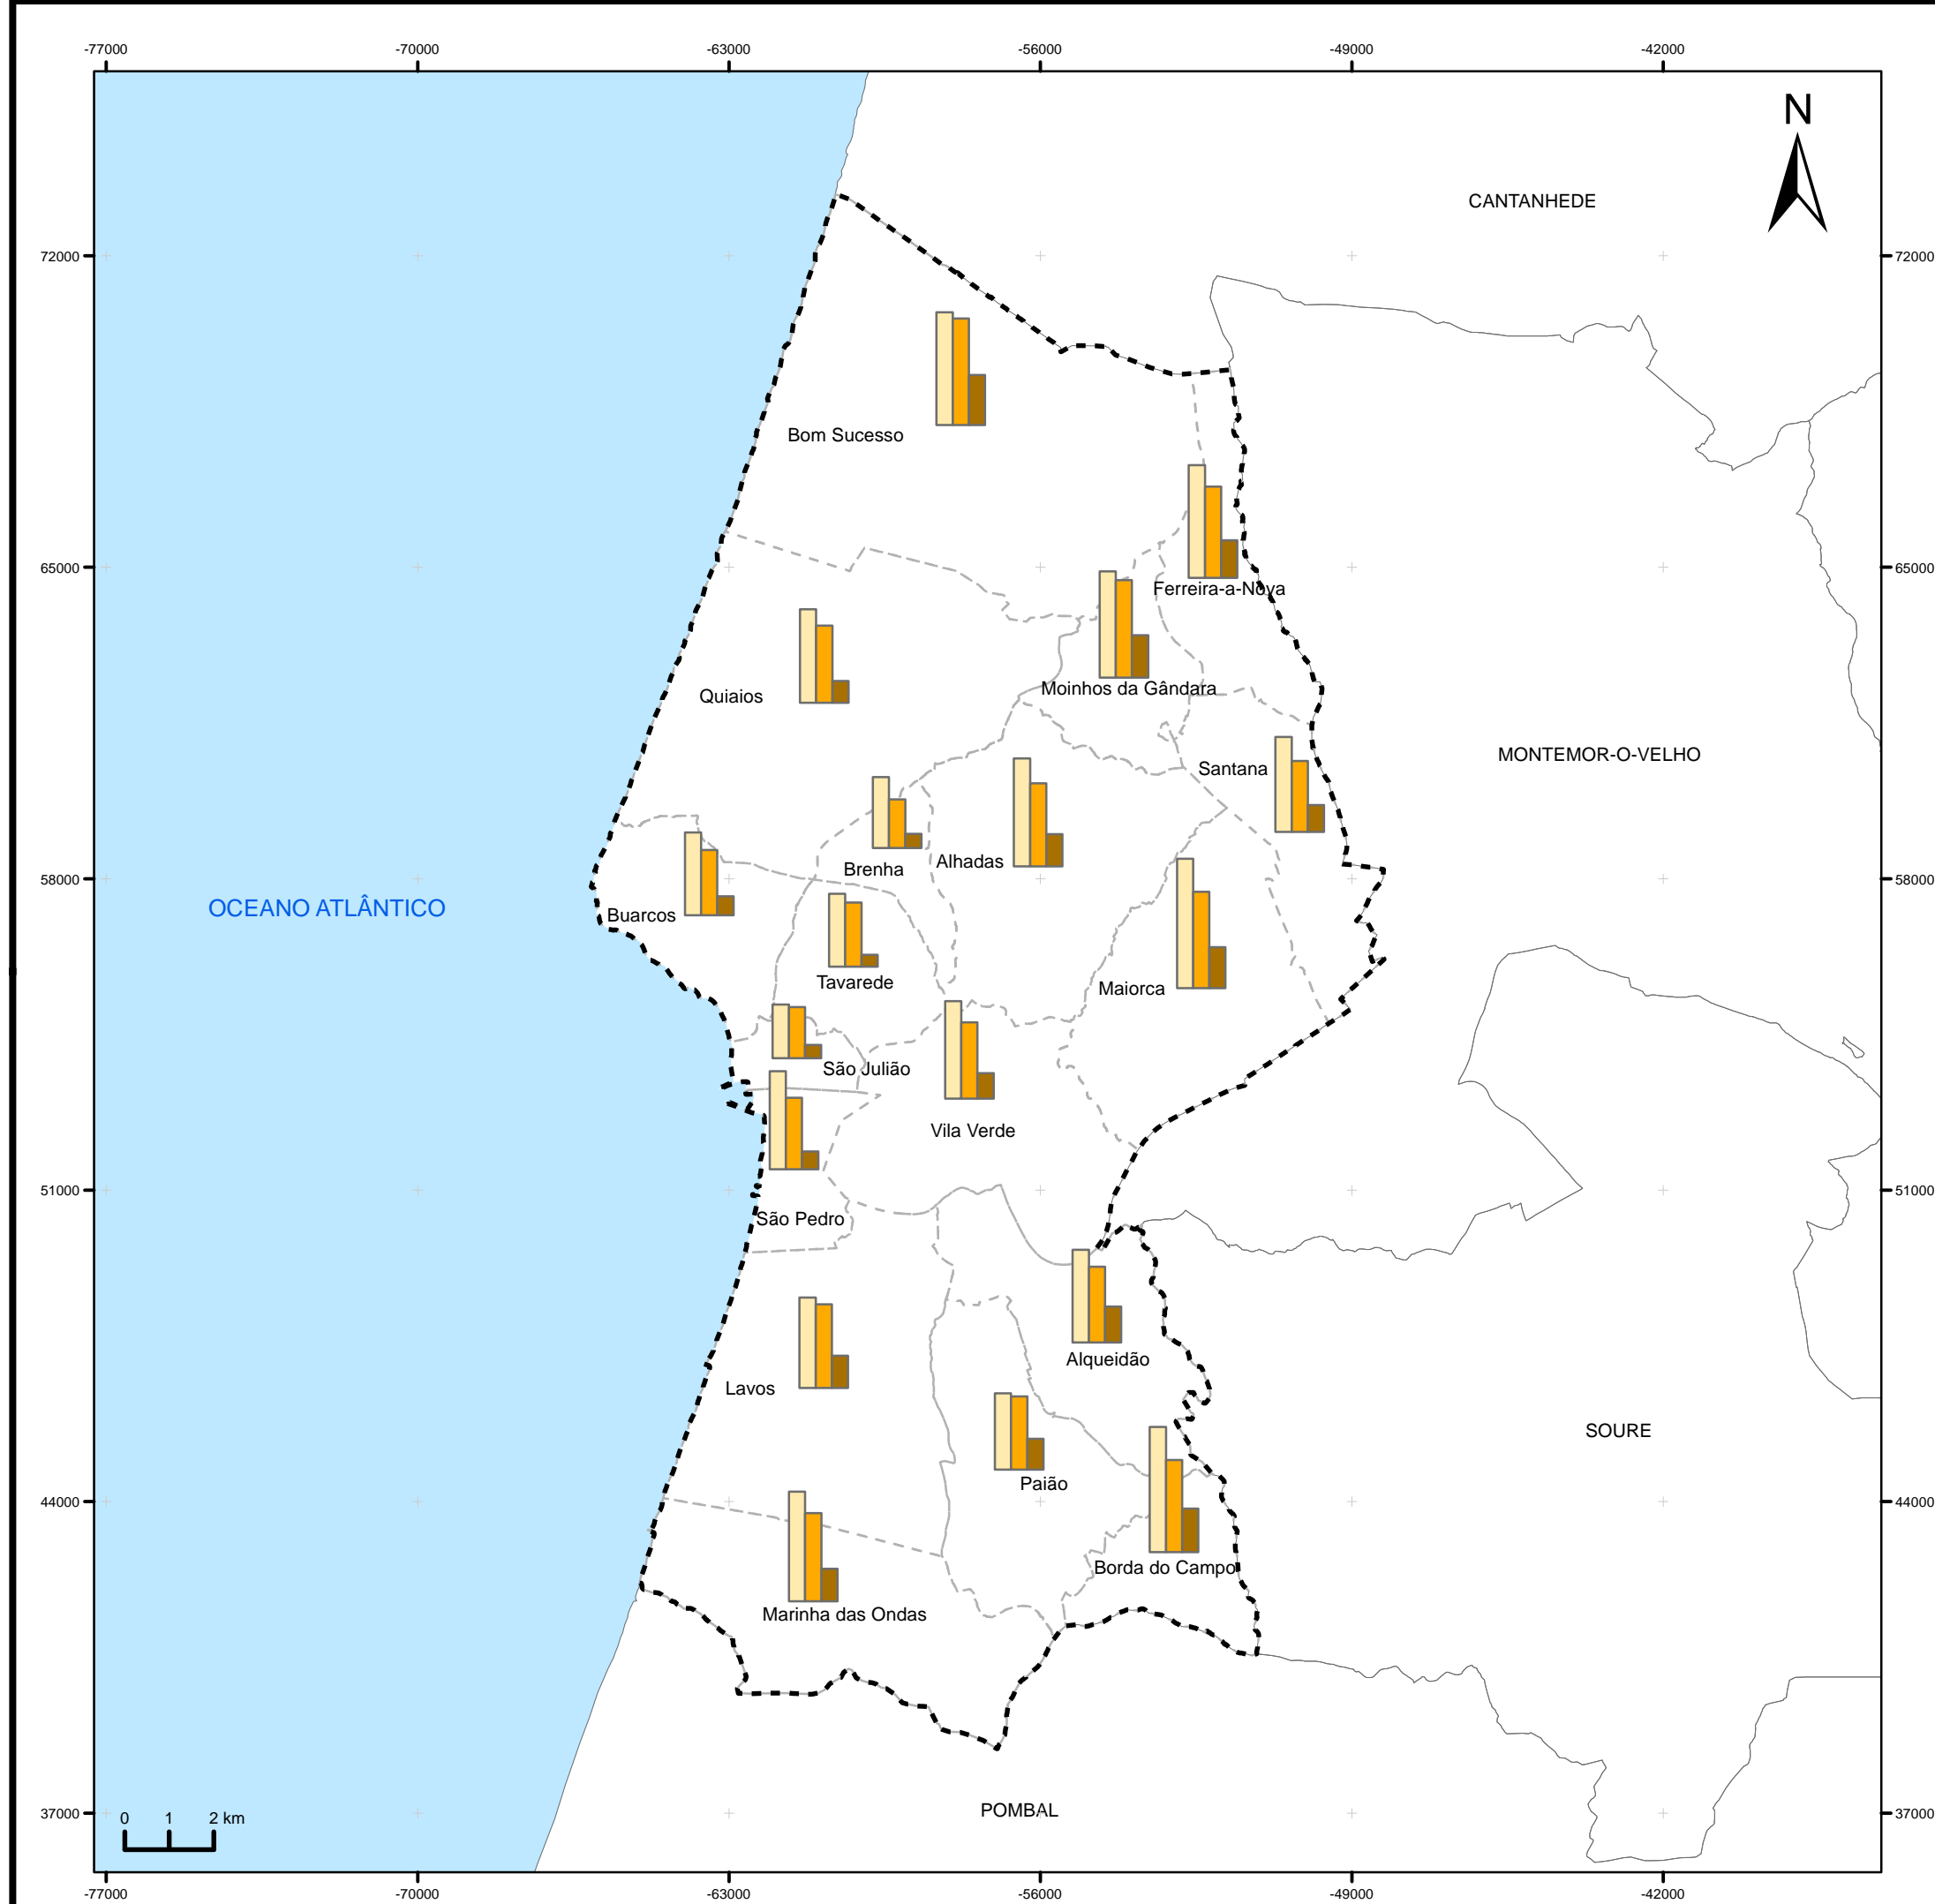 -77000 -70000 -63000 -56000 -49000 -42000
N
CANTANHEDE
72000 72000
Bom Sucesso
65000 65000
Ferreira-a-Nova
Moinhos da Gândara
Quiaios
MONTEMOR-O-VELHO
Santana
Brenha
Alhadas
58000 58000
OCEANO ATLÂNTICO
Buarcos
Tavarede
Maiorca
São Julião
Vila Verde
51000 51000
São Pedro
Alqueidão
Lavos
SOURE
Paião
44000 44000
Borda do Campo
Marinha das Ondas
POMBAL
37000 37000
0 1 2 km
-77000 -70000 -63000 -56000 -49000 -42000